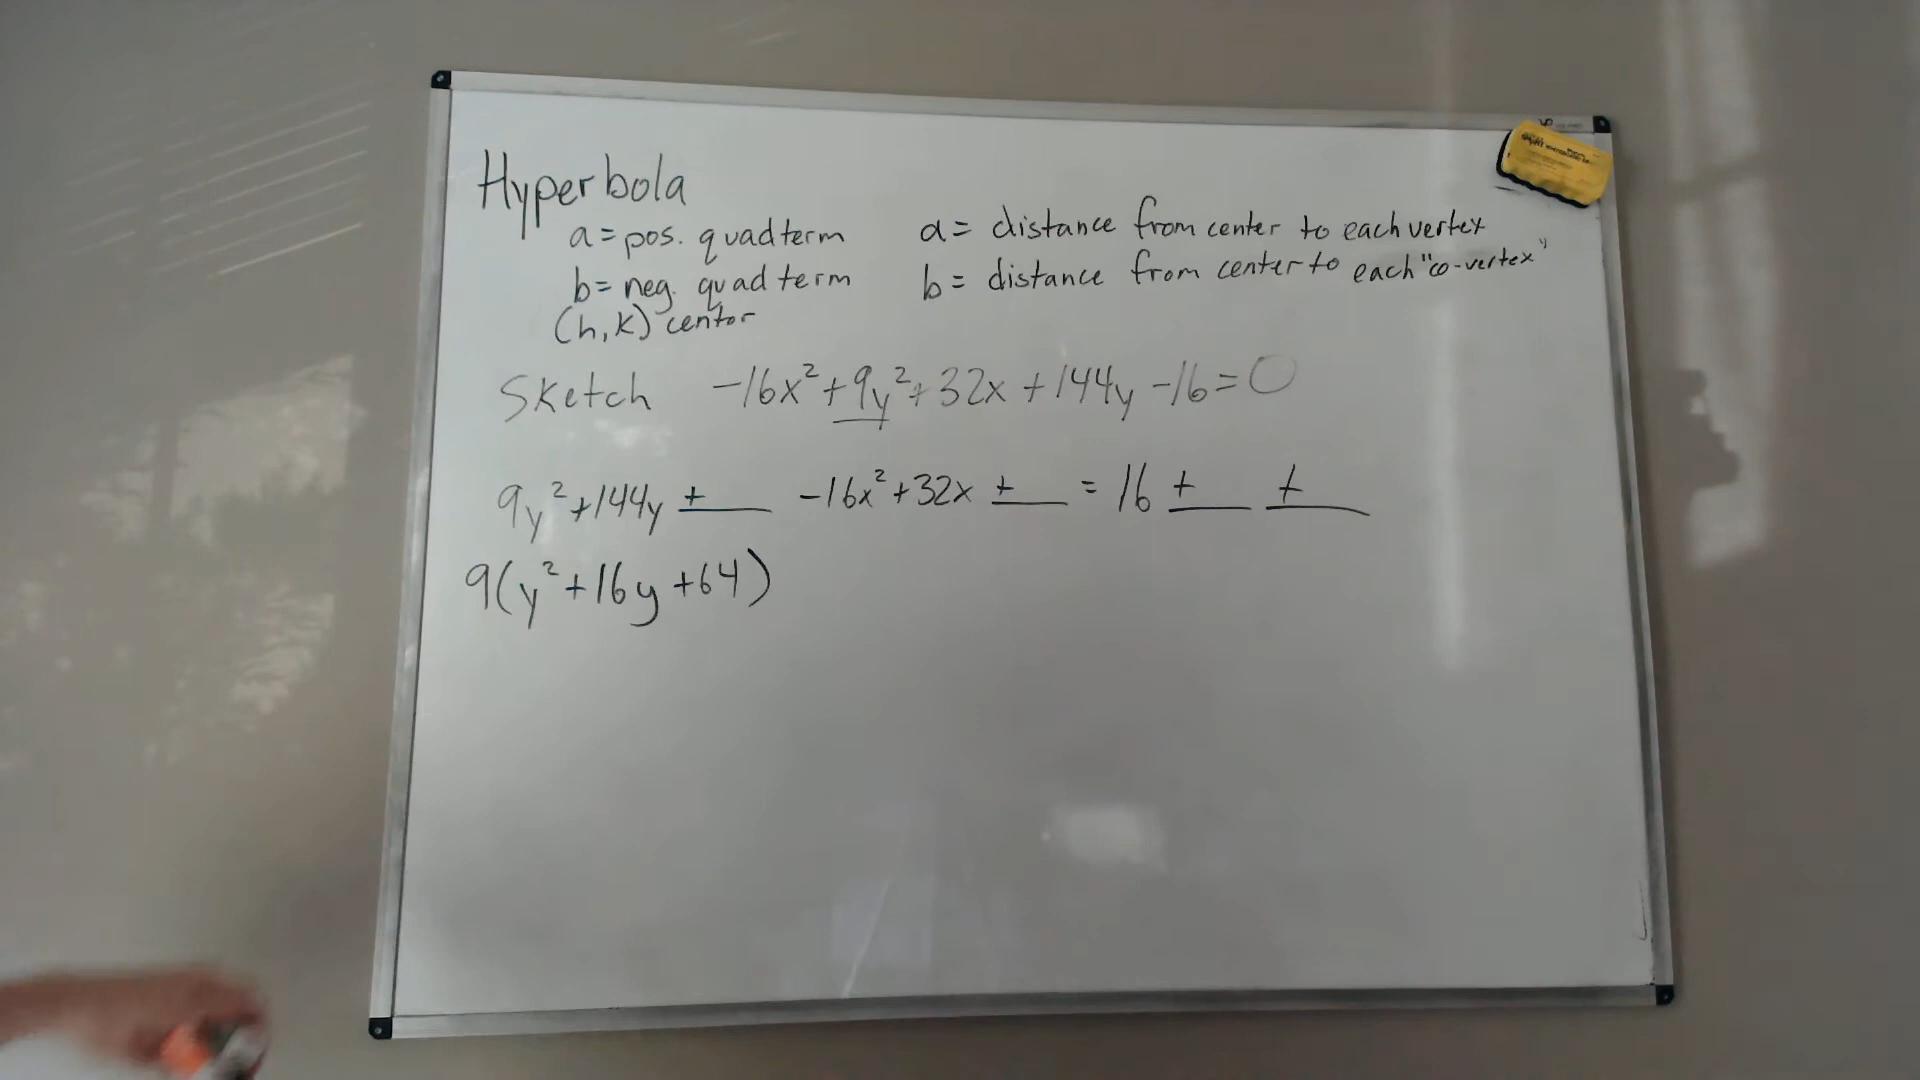 Hyperbola
a = pos. quad term
b = neg. quad term
(h, k) center
a = distance from center to each vertex
b = distance from center to each "co-vertex"
Sketch -16x² + 9y² + 32x + 144y - 16 = 0
9y² + 144y + ___ -16x² + 32x + ___ = 16 + ___ + ___
9(y² + 16y + 64)